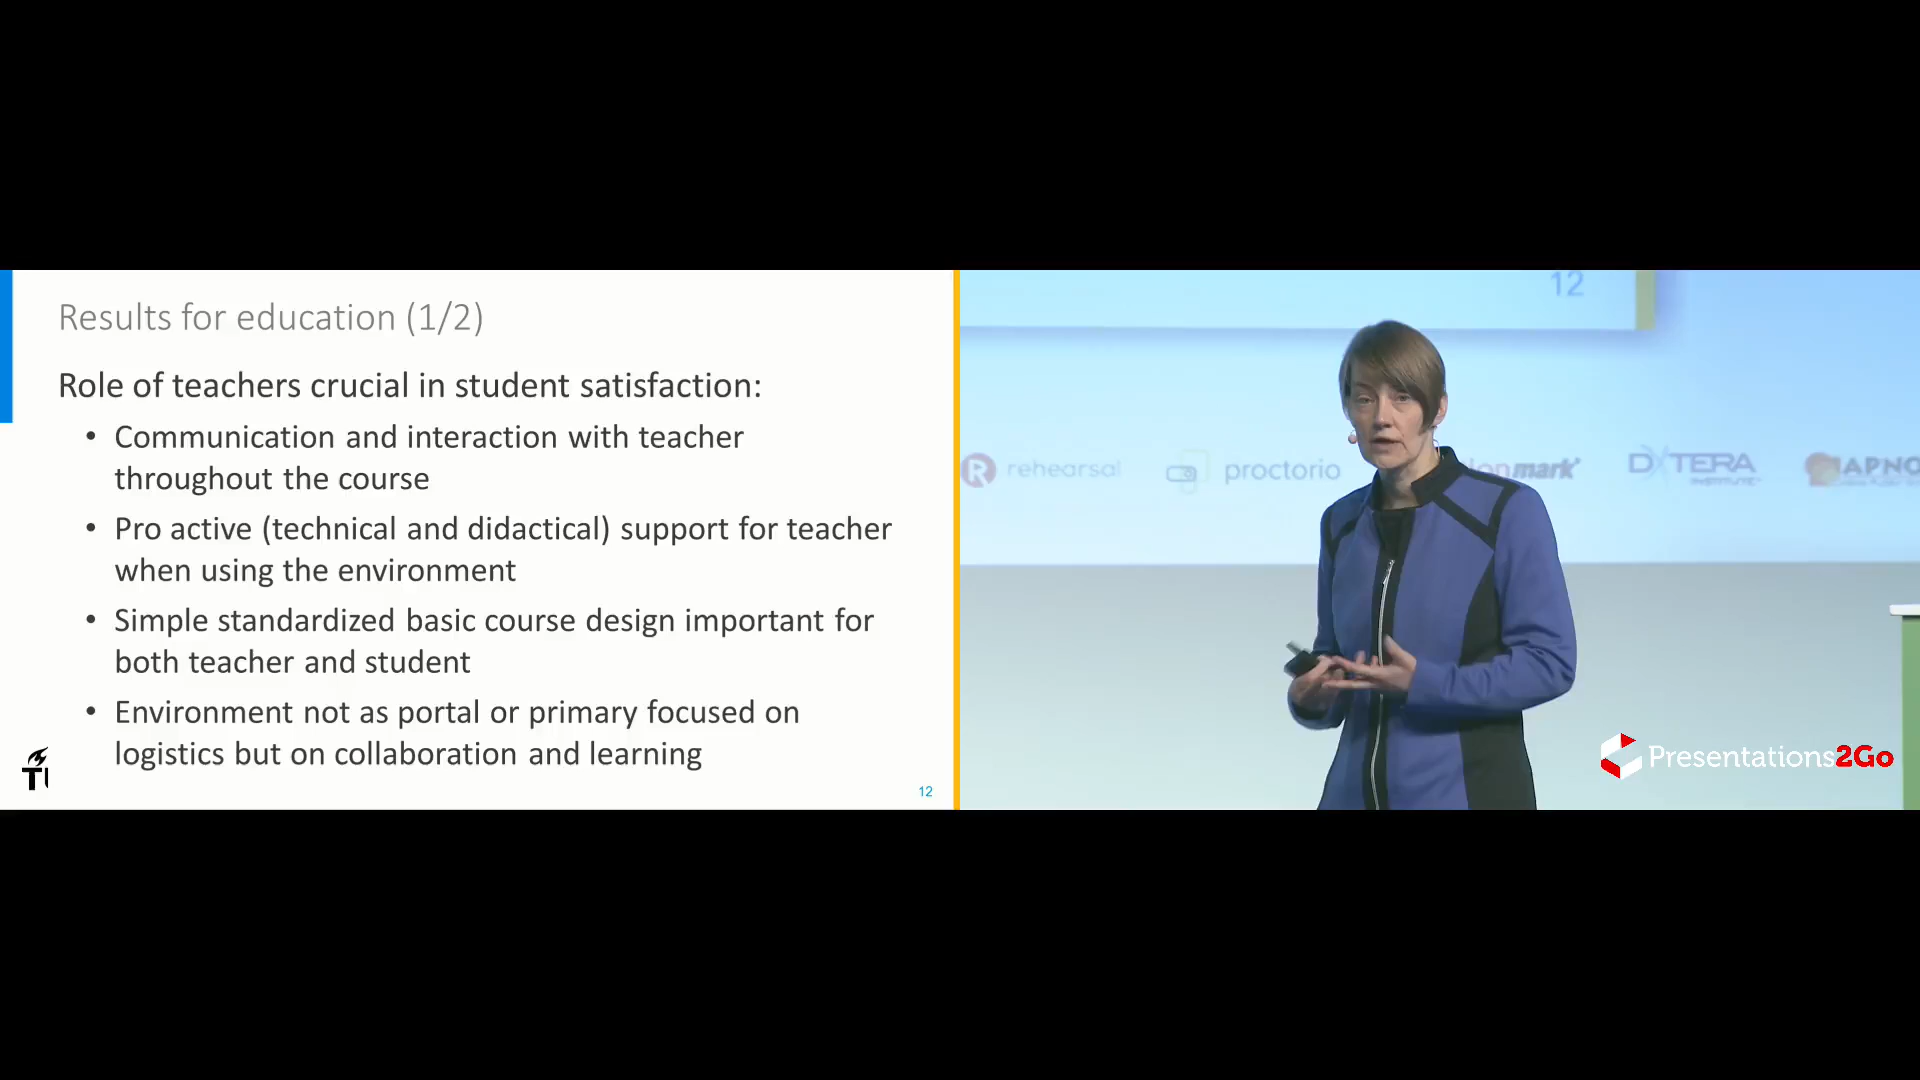 Results for education (1/2)
Role of teachers crucial in student satisfaction:
• Communication and interaction with teacher
throughout the course
• Pro active (technical and didactical) support for teacher
when using the environment
• Simple standardized basic course design important for
both teacher and student
• Environment not as portal or primary focused on
logistics but on collaboration and learning
12
12
rehearsal
proctorio
mark
DXTERA
INSTITUTE
Presentations2Go